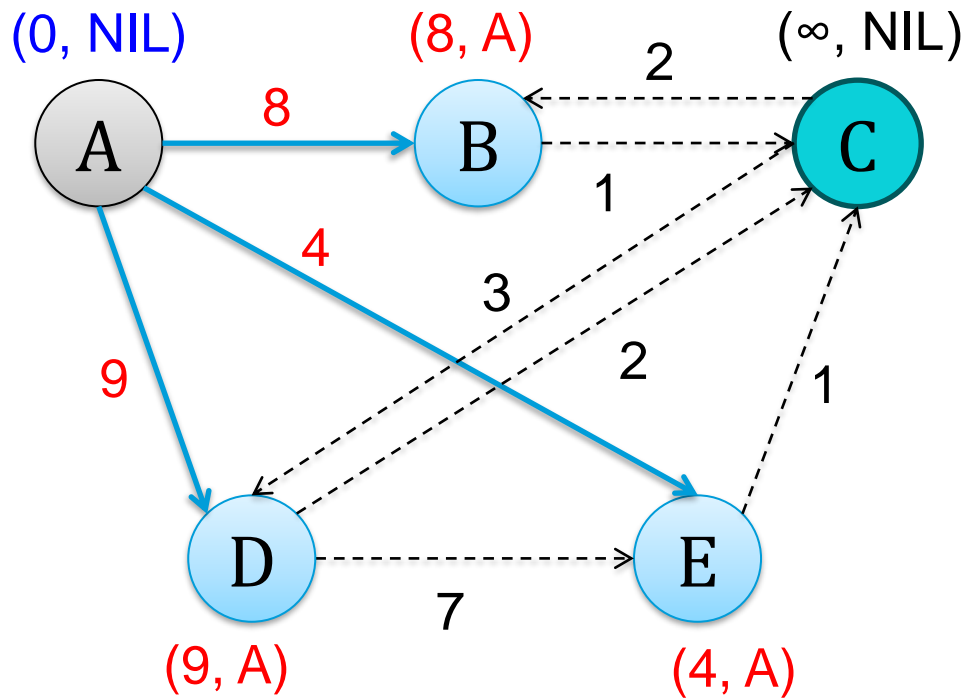 (0, NIL)
(8, A)
(∞, NIL)
2
8
A
B
C
1
4
3
2
9
1
D
E
7
(9, A)
(4, A)